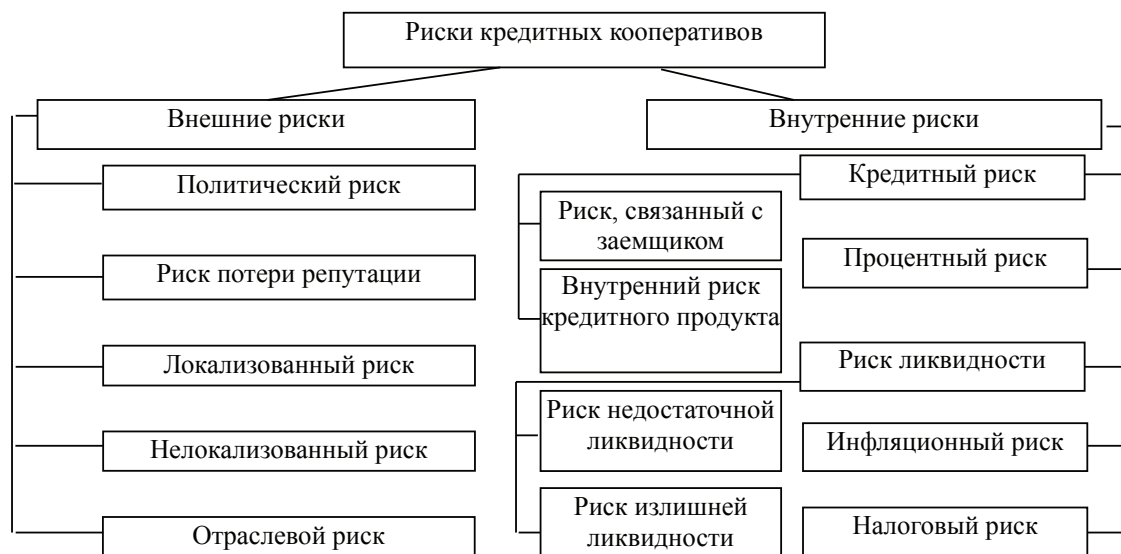 Риски кредитных кооперативов
Внешние риски
Внутренние риски
Политический риск
Риск потери репутации
Локализованный риск
Нелокализованный риск
Отраслевой риск
Кредитный риск
Риск, связанный с
заемщиком
Внутренний риск
кредитного продукта
Процентный риск
Риск ликвидности
Риск недостаточной
ликвидности
Риск излишней
ликвидности
Инфляционный риск
Налоговый риск